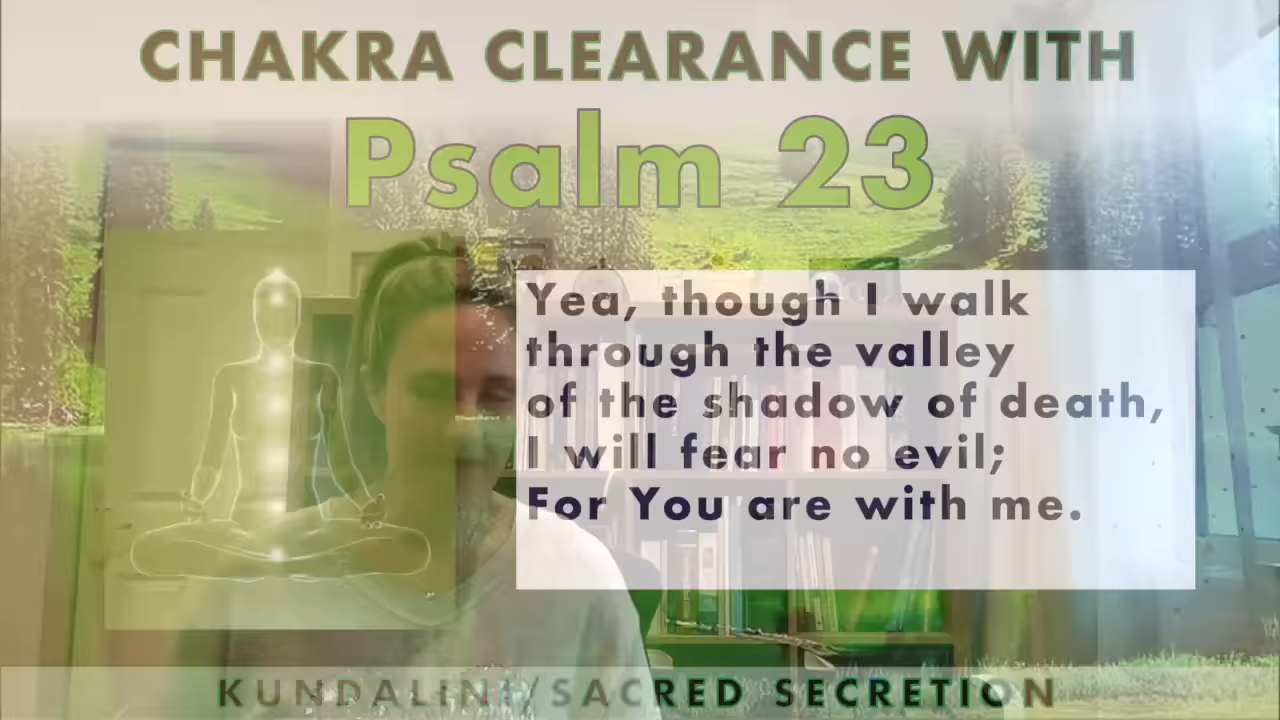 CHAKRA CLEARANCE WITH
Psalm 23
Yea, though I walk
through the valley
of the shadow of death,
I will fear no evil;
For You are with me.
KUNDALINI/SACRED SECRETION